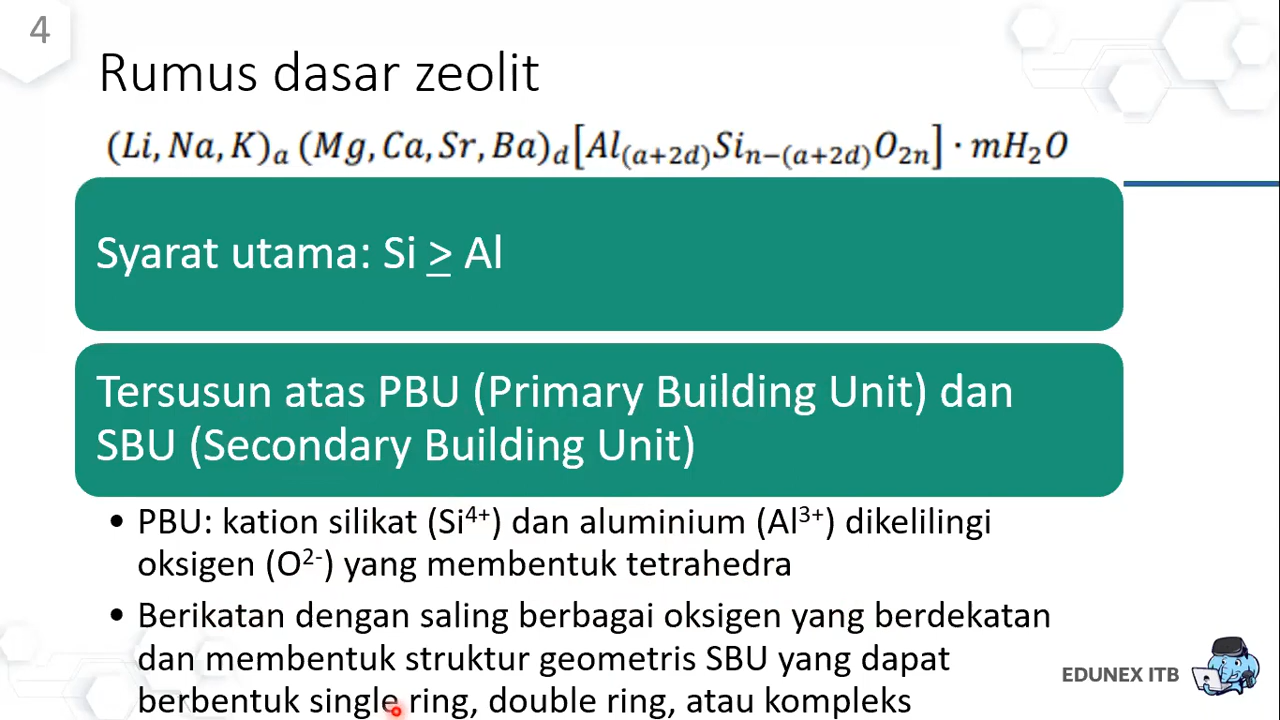 4
Rumus dasar zeolit
(Li, Na, K)ₐ (Mg, Ca, Sr, Ba)_d[Al_(a+2d)Si_n−(a+2d)O_2n] · mH₂O
Syarat utama: Si ≥ Al
Tersusun atas PBU (Primary Building Unit) dan
SBU (Secondary Building Unit)
• PBU: kation silikat (Si⁴⁺) dan aluminium (Al³⁺) dikelilingi
oksigen (O²⁻) yang membentuk tetrahedra
• Berikatan dengan saling berbagai oksigen yang berdekatan
dan membentuk struktur geometris SBU yang dapat
berbentuk single ring, double ring, atau kompleks
EDUNEX ITB